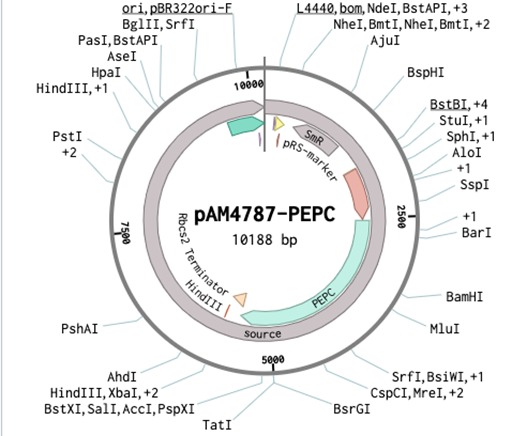 ori,pBR322ori-F
L4440,bom,NdeI,BstAPI,+3
BglII,SrfI
NheI,BmtI,NheI,BmtI,+2
PasI,BstAPI
AjuI
AseI
HpaI
BspHI
HindIII,+1
10000
BstBI,+4
StuI,+1
PstI
SmR
SphI,+1
+2
pRS-marker
AloI
+1
SspI
pAM4787-PEPC
2500
+1
7500
10188 bp
BarI
Rbcs2 Terminator
HindIII
PEPC
BamHI
PshAI
source
MluI
5000
AhdI
SrfI,BsiWI,+1
HindIII,XbaI,+2
CspCI,MreI,+2
BstXI,SalI,AccI,PspXI
BsrGI
TatI